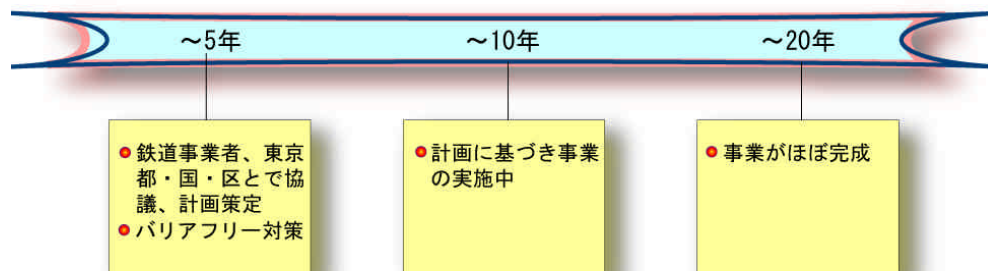 ～5年
～10年
～20年
鉄道事業者、東京
都・国・区とで協
議、計画策定
バリアフリー対策
計画に基づき事業
の実施中
事業がほぼ完成